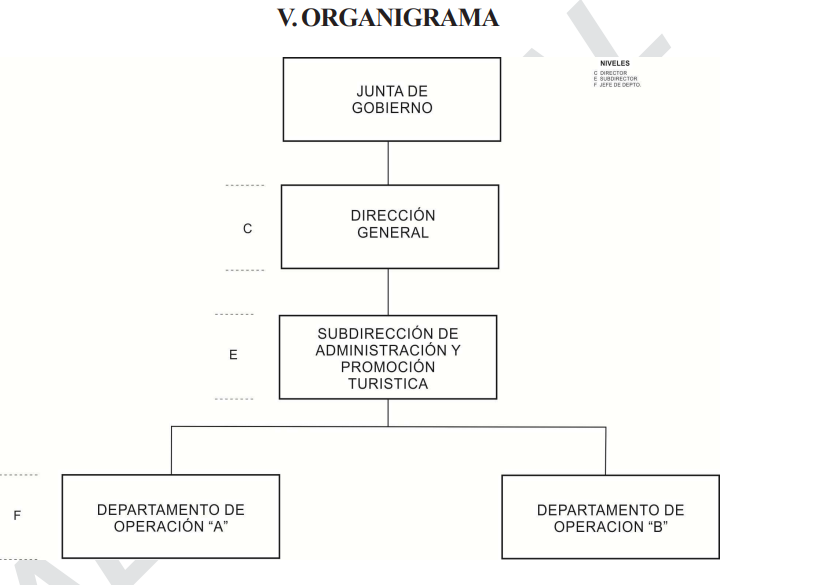 V. ORGANIGRAMA
NIVELES
C DIRECTOR
E SUBDIRECTOR
F JEFE DE DEPTO.
JUNTA DE
GOBIERNO
C
DIRECCIÓN
GENERAL
E
SUBDIRECCIÓN DE
ADMINISTRACIÓN Y
PROMOCIÓN
TURISTICA
F
DEPARTAMENTO DE
OPERACIÓN “A”
DEPARTAMENTO DE
OPERACION “B”